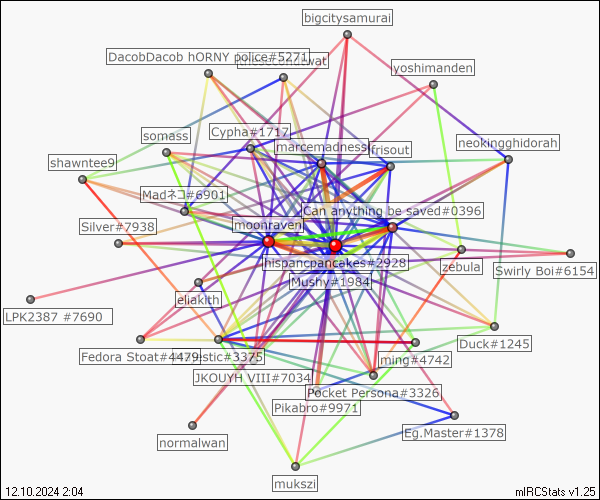 bigcitysamurai
DacobDacob hORNY police#5271
yoshimanden
Cypha#1717
somass
marcemadness
frisout
neokingghidorah
shawntee9
Madネコ#6901
Can anything be saved#0396
Silver#7938
moonraven
hispancpancakes#2928
zebula
Swirly Boi#6154
Mushy#1984
eliakith
LPK2387 #7690
Duck#1245
Fedora Stoat#4479
#3375
ming#4742
JKOUYH VIII#7034
Pocket Persona#3326
Pikabro#9971
Eg.Master#1378
normalwan
mukszi
12.10.2024 2:04
mIRCStats v1.25